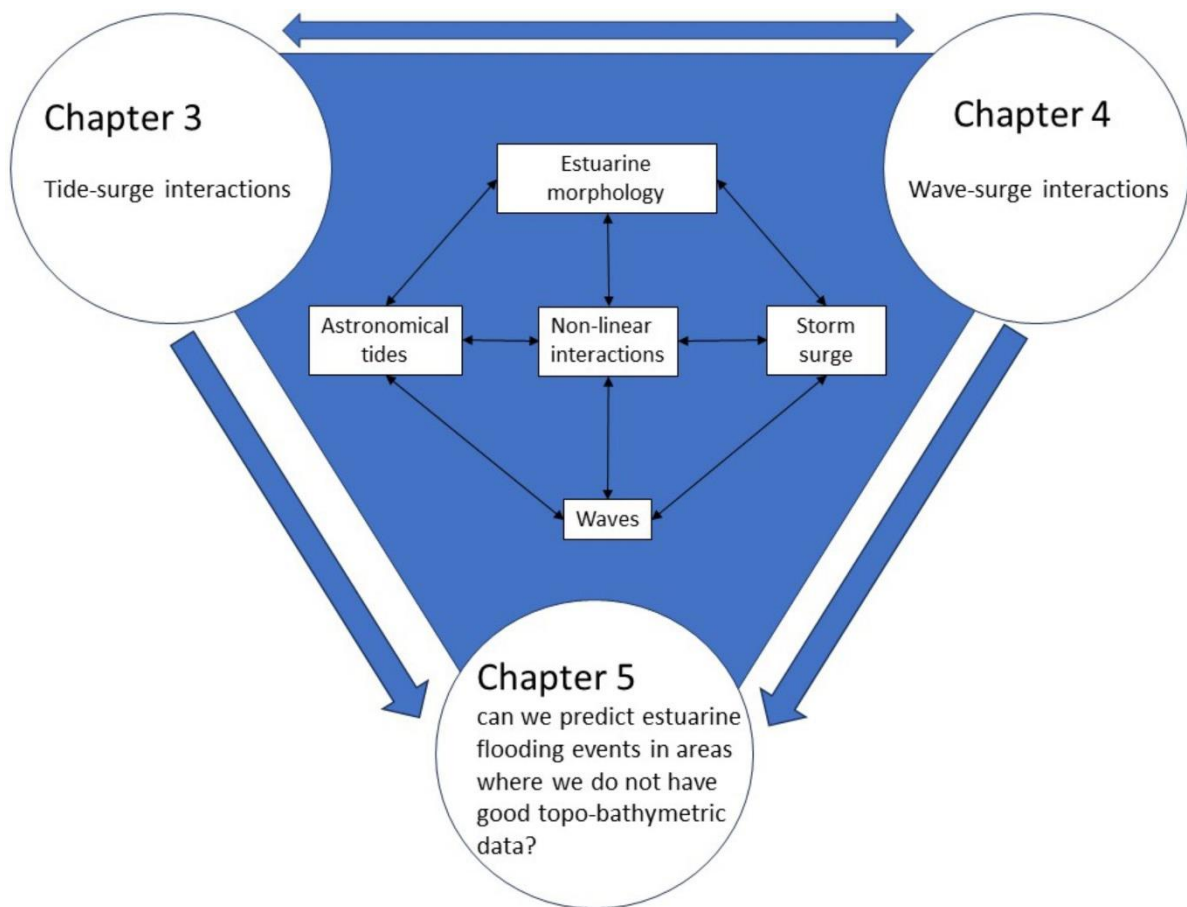 Chapter 3
Tide-surge interactions
Chapter 4
Wave-surge interactions
Estuarine
morphology
Astronomical
tides
Non-linear
interactions
Storm
surge
Waves
Chapter 5
can we predict estuarine
flooding events in areas
where we do not have
good topo-bathymetric
data?